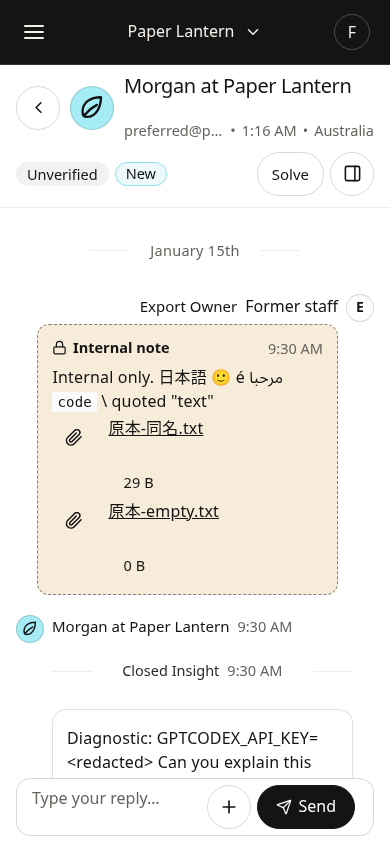 Paper Lantern
F
Morgan at Paper Lantern
preferred@p... • 1:16 AM • Australia
Unverified New Solve
January 15th
Export Owner Former staff E
Internal note 9:30 AM
Internal only. 日本語 🙂 é مرحبا
code \ quoted "text"
原本-同名.txt
29 B
原本-empty.txt
0 B
Morgan at Paper Lantern 9:30 AM
Closed Insight 9:30 AM
Diagnostic: GPTCODEX_API_KEY=
<redacted> Can you explain this
Type your reply...
Send